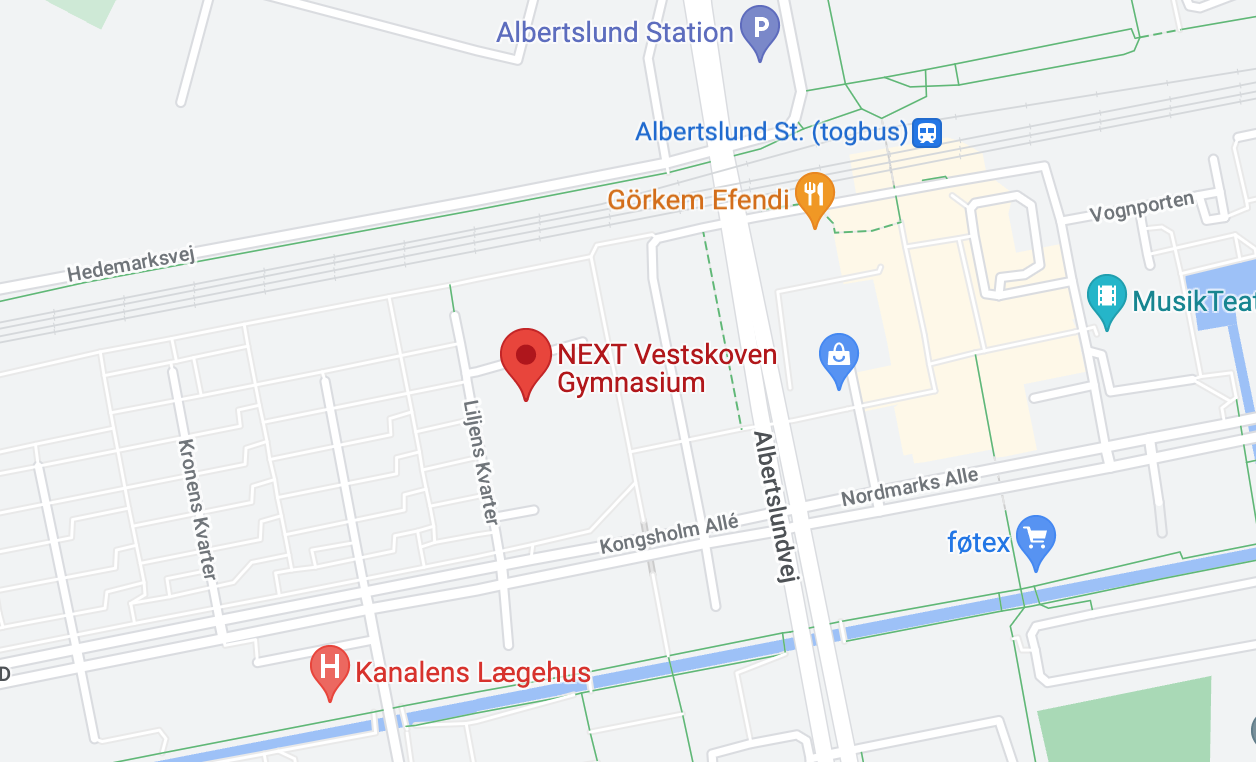 Albertslund Station
P
Albertslund St. (togbus)
Görkem Efendi
Vognporten
Hedemarksvej
MusikTeat
NEXT Vestskoven
Gymnasium
Liljens Kvarter
Kronens Kvarter
Albertslundvej
Nordmarks Alle
Kongsholm Allé
føtex
H
Kanalens Lægehus
D